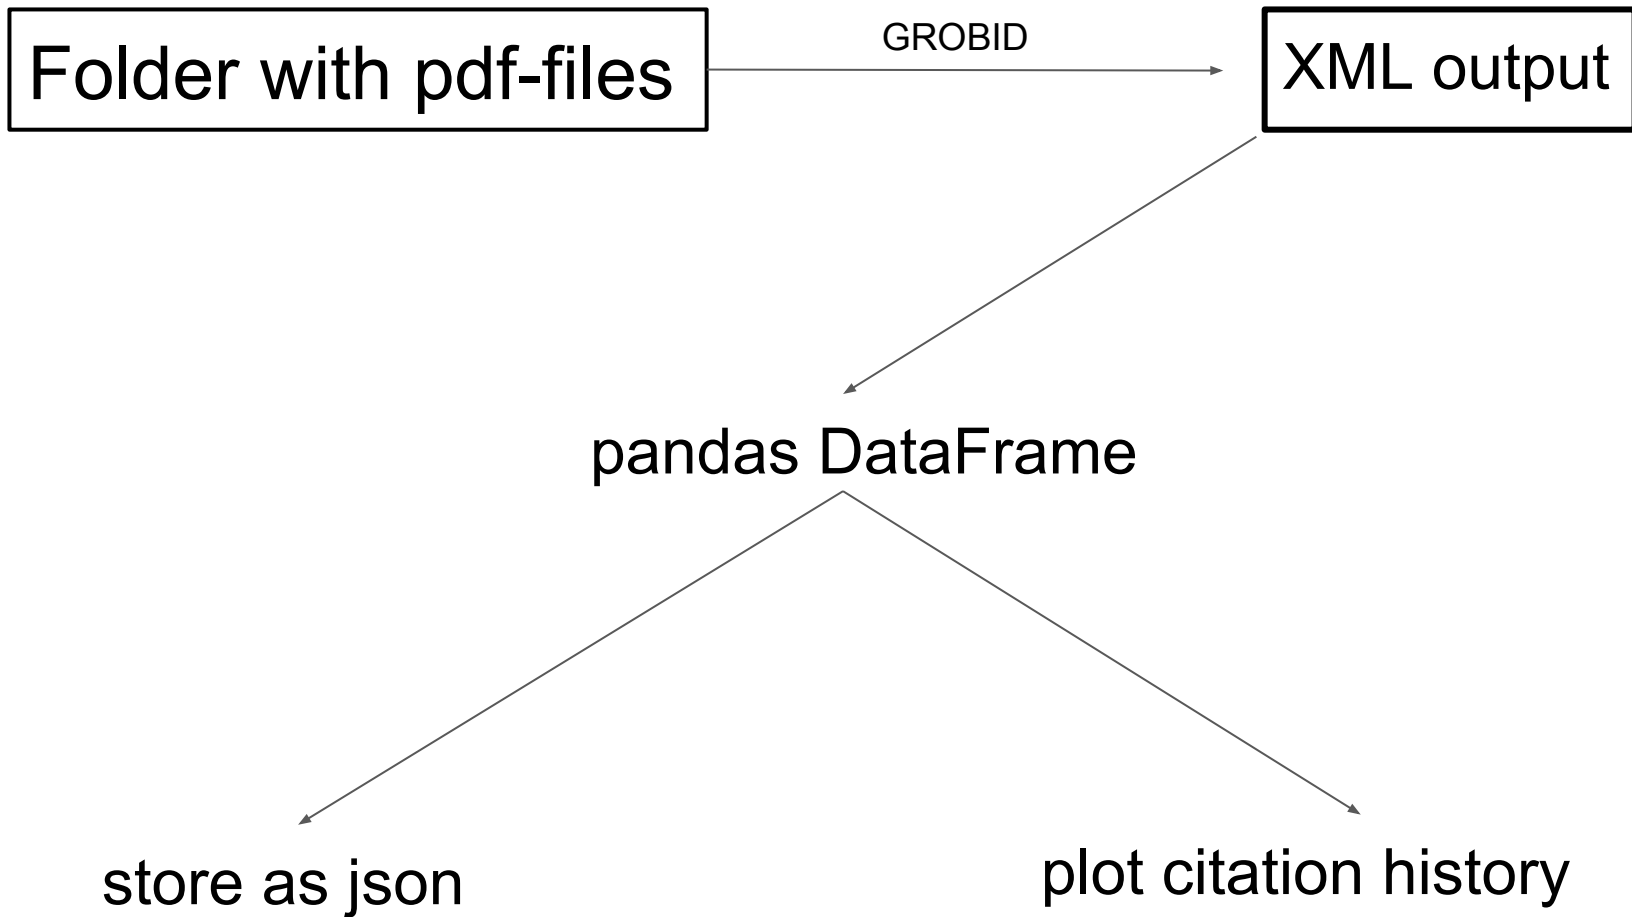 Folder with pdf-files
GROBID
XML output
pandas DataFrame
store as json
plot citation history